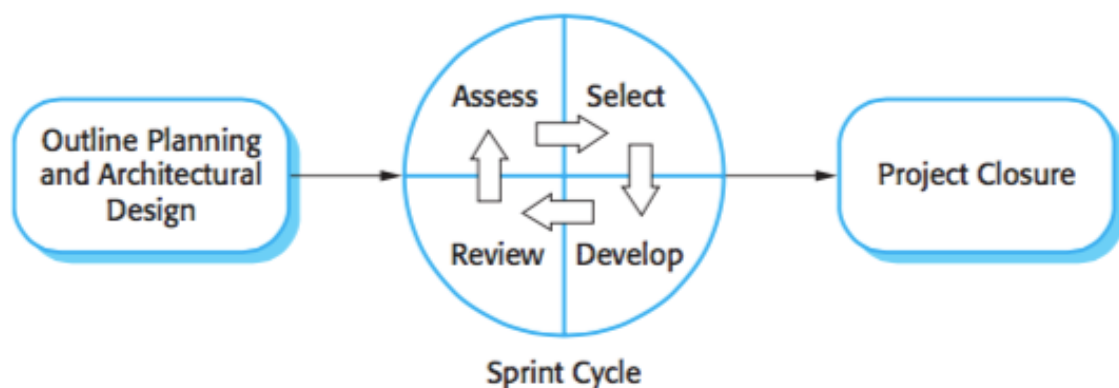 Outline Planning
and Architectural
Design
Assess
Select
Review
Develop
Sprint Cycle
Project Closure